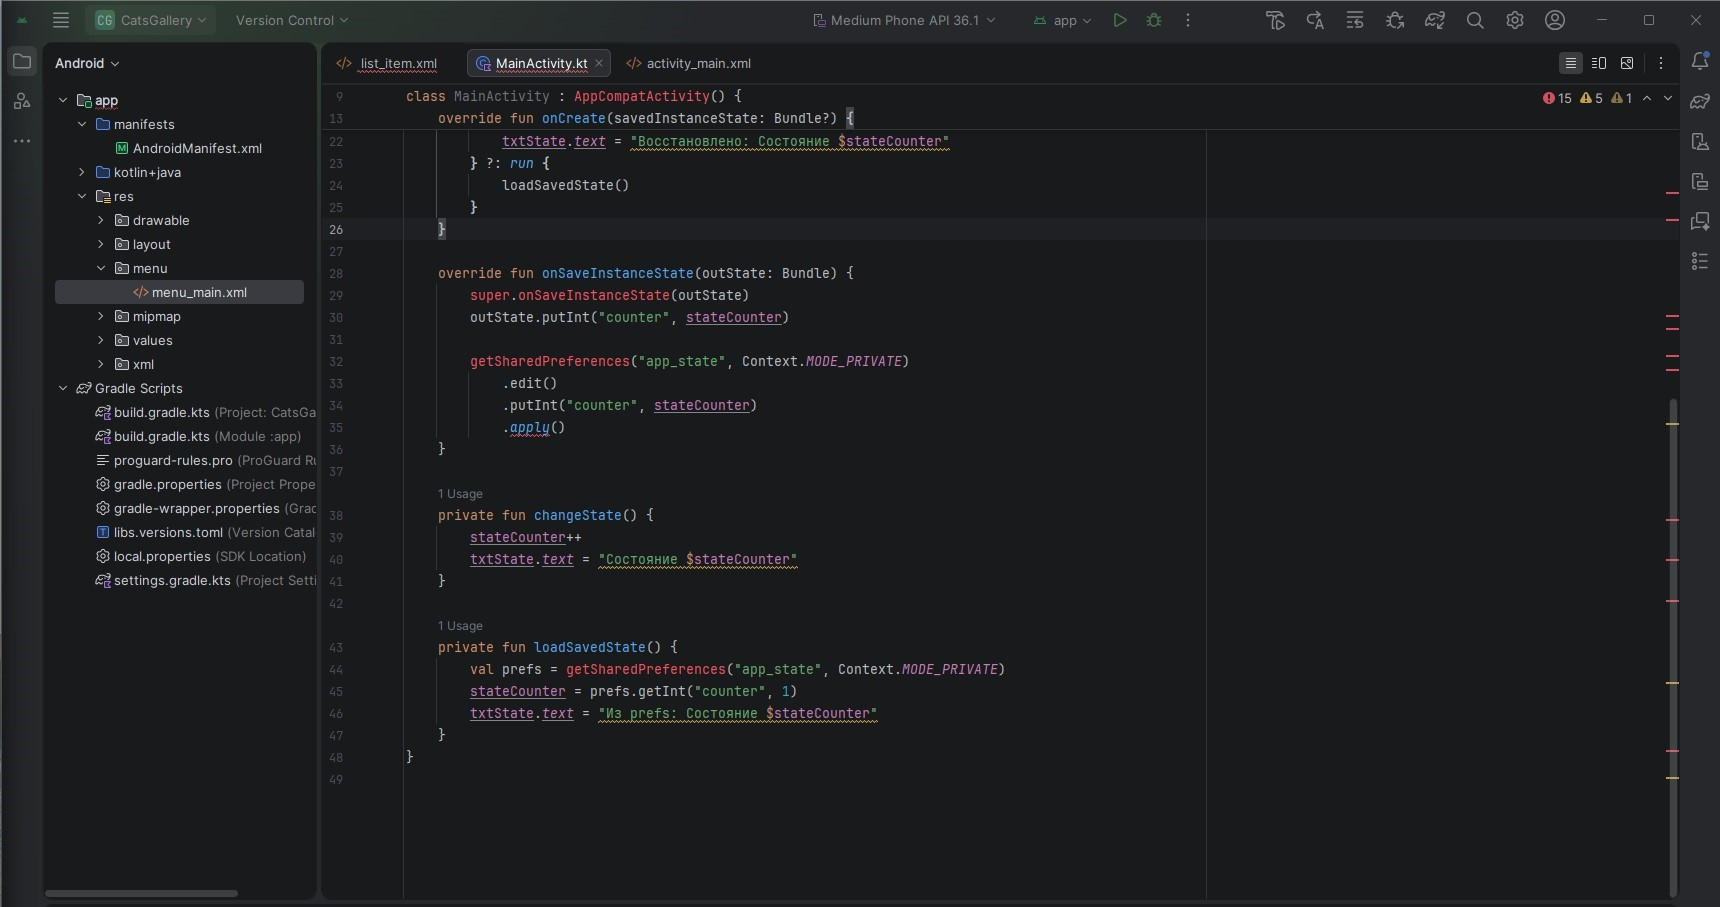 CG CatsGallery Version Control Medium Phone API 36.1 app
Android
app
manifests
AndroidManifest.xml
kotlin+java
res
drawable
layout
menu
menu_main.xml
mipmap
values
xml
Gradle Scripts
build.gradle.kts (Project: CatsGa
build.gradle.kts (Module :app)
proguard-rules.pro (ProGuard Ru
gradle.properties (Project Prope
gradle-wrapper.properties (Grac
libs.versions.toml (Version Catal
local.properties (SDK Location)
settings.gradle.kts (Project Setti
list_item.xml MainActivity.kt activity_main.xml
15 5 1
9 class MainActivity : AppCompatActivity() {
13 override fun onCreate(savedInstanceState: Bundle?) {
22 txtState.text = "Восстановлено: Состояние $stateCounter"
23 } ?: run {
24 loadSavedState()
25 }
26 }
27
28 override fun onSaveInstanceState(outState: Bundle) {
29 super.onSaveInstanceState(outState)
30 outState.putInt("counter", stateCounter)
31
32 getSharedPreferences("app_state", Context.MODE_PRIVATE)
33 .edit()
34 .putInt("counter", stateCounter)
35 .apply()
36 }
37
1 Usage
38 private fun changeState() {
39 stateCounter++
40 txtState.text = "Состояние $stateCounter"
41 }
42
1 Usage
43 private fun loadSavedState() {
44 val prefs = getSharedPreferences("app_state", Context.MODE_PRIVATE)
45 stateCounter = prefs.getInt("counter", 1)
46 txtState.text = "Из prefs: Состояние $stateCounter"
47 }
48 }
49